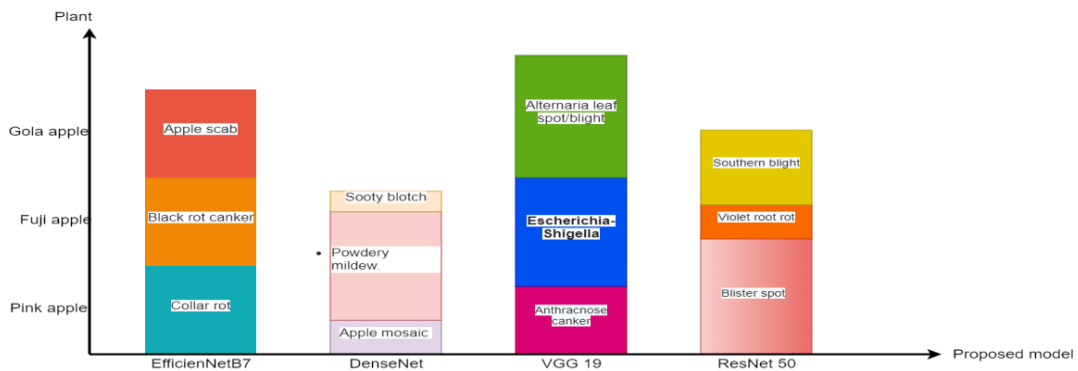 Plant
Gola apple
Fuji apple
Pink apple
Apple scab
Black rot canker
Collar rot
Sooty blotch
• Powdery
mildew.
Apple mosaic
Alternaria leaf
spot/blight
Escherichia-
Shigella
Anthracnose
canker
Southern blight
Violet root rot
Blister spot
EfficienNetB7
DenseNet
VGG 19
ResNet 50
Proposed model